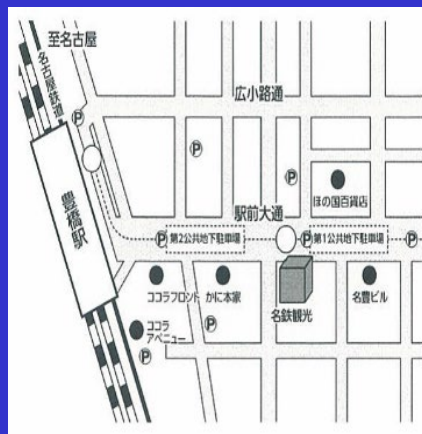 至名古屋
名古屋鉄道
広小路通
Ⓟ
Ⓟ
豊橋駅
Ⓟ
ほの国百貨店
駅前大通
Ⓟ
第2公共地下駐車場
Ⓟ
第1公共地下駐車場
Ⓟ
ココラフロント
かに本家
名鉄観光
名豊ビル
ココラ
アベニュー
Ⓟ
Ⓟ